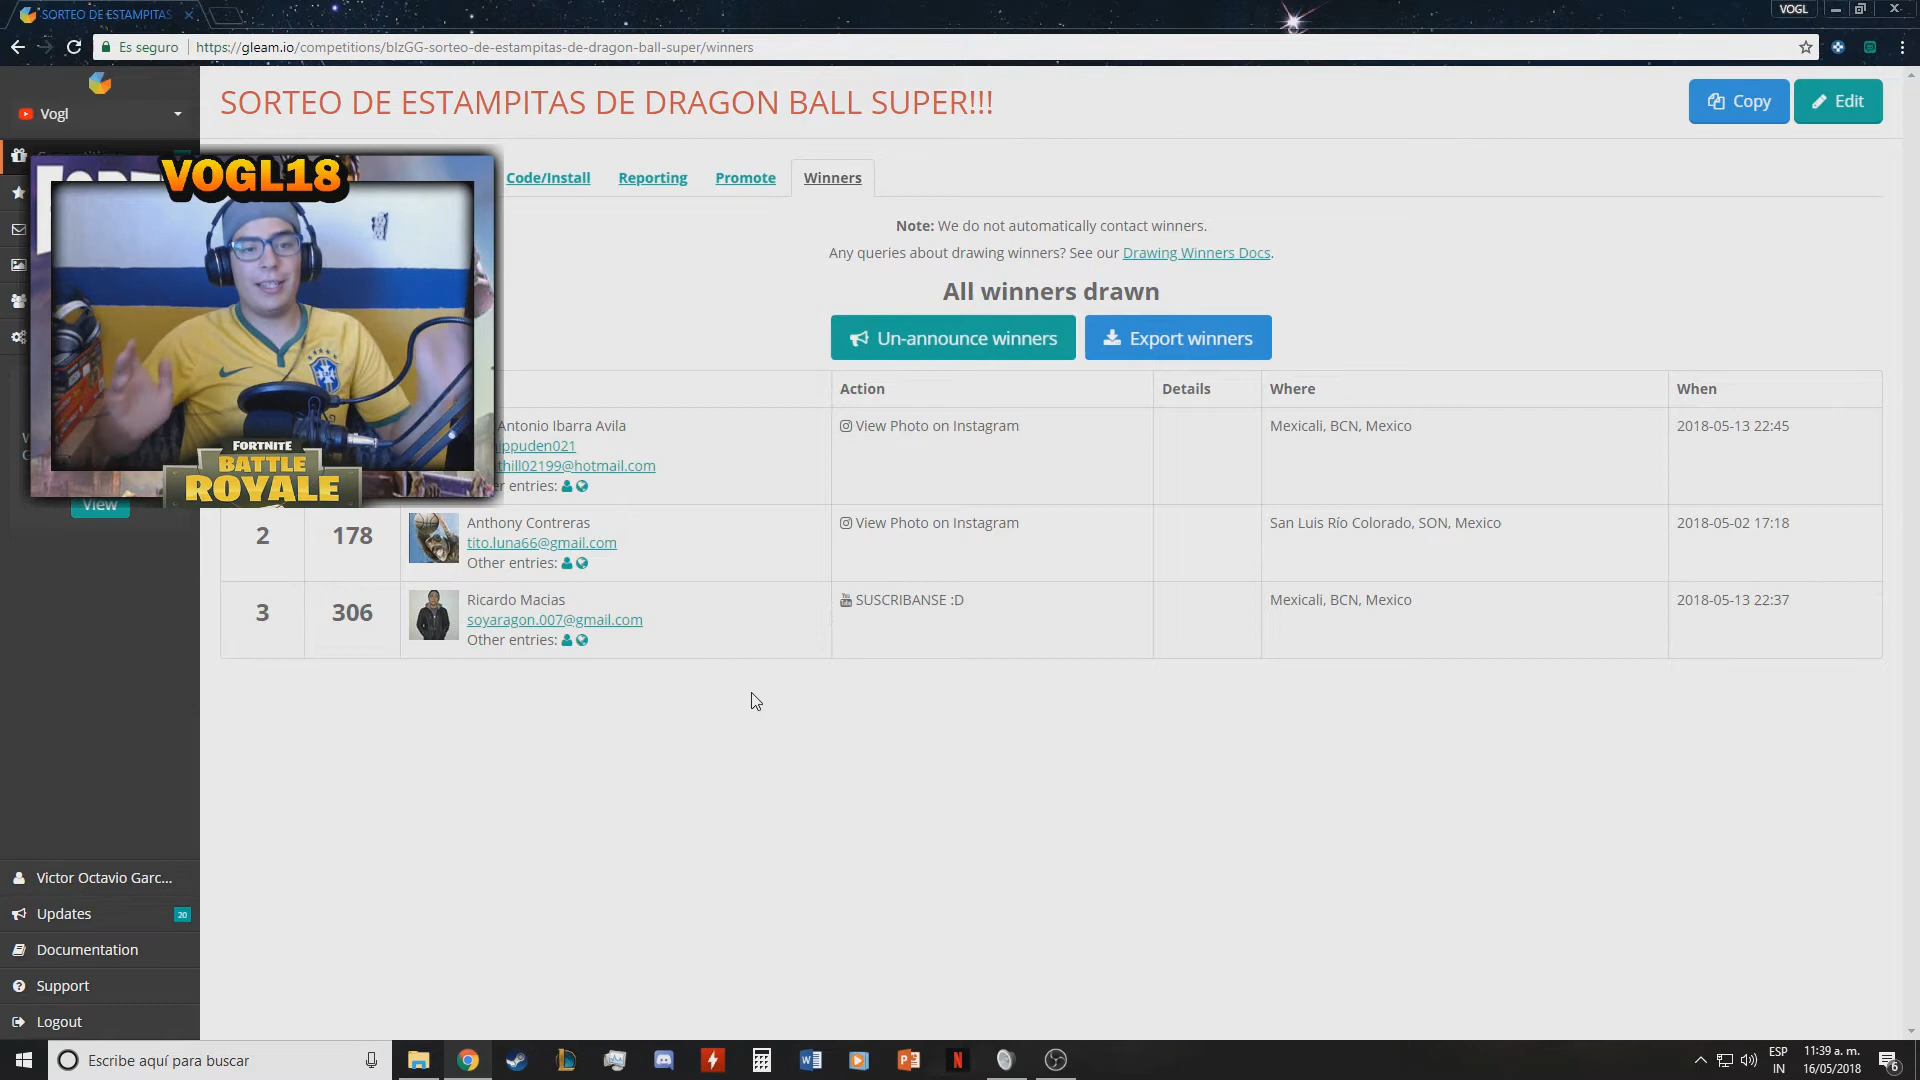 SORTEO DE ESTAMPITAS
VOGL
Es seguro
https://gleam.io/competitions/blzGG-sorteo-de-estampitas-de-dragon-ball-super/winners
Vogl
SORTEO DE ESTAMPITAS DE DRAGON BALL SUPER!!!
Copy
Edit
VOGL18
Code/Install
Reporting
Promote
Winners
Note: We do not automatically contact winners.
Any queries about drawing winners? See our Drawing Winners Docs.
All winners drawn
Un-announce winners
Export winners
Action
Details
Where
When
Antonio Ibarra Avila
ippuden021
thill02199@hotmail.com
er entries:
View Photo on Instagram
Mexicali, BCN, Mexico
2018-05-13 22:45
FORTNITE
BATTLE
ROYALE
View
2
178
Anthony Contreras
tito.luna66@gmail.com
Other entries:
View Photo on Instagram
San Luis Río Colorado, SON, Mexico
2018-05-02 17:18
3
306
Ricardo Macias
soyaragon.007@gmail.com
Other entries:
SUSCRIBANSE :D
Mexicali, BCN, Mexico
2018-05-13 22:37
Victor Octavio Garc...
Updates
20
Documentation
Support
Logout
Escribe aquí para buscar
ESP
IN
11:39 a. m.
16/05/2018
6